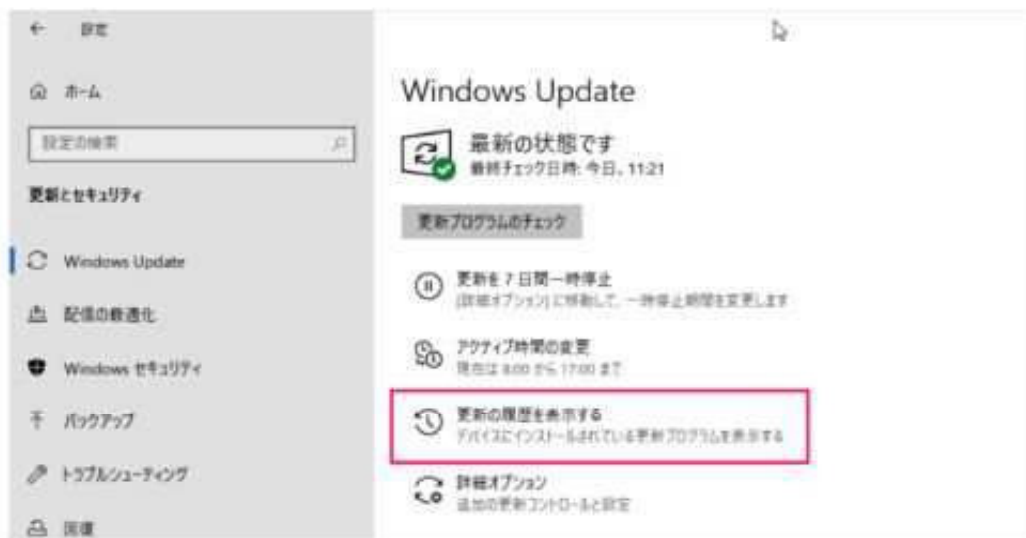 設定
ホーム
設定の検索
更新とセキュリティ
Windows Update
配信の最適化
Windows セキュリティ
バックアップ
トラブルシューティング
回復
Windows Update
最新の状態です
最終チェック日時: 今日、11:21
更新プログラムのチェック
更新を 7 日間一時停止
[詳細オプション] に移動して、一時停止期間を変更します
アクティブ時間の変更
現在は 8:00 から 17:00 まで
更新の履歴を表示する
デバイスにインストールされている更新プログラムを表示する
詳細オプション
追加の更新コントロールと設定